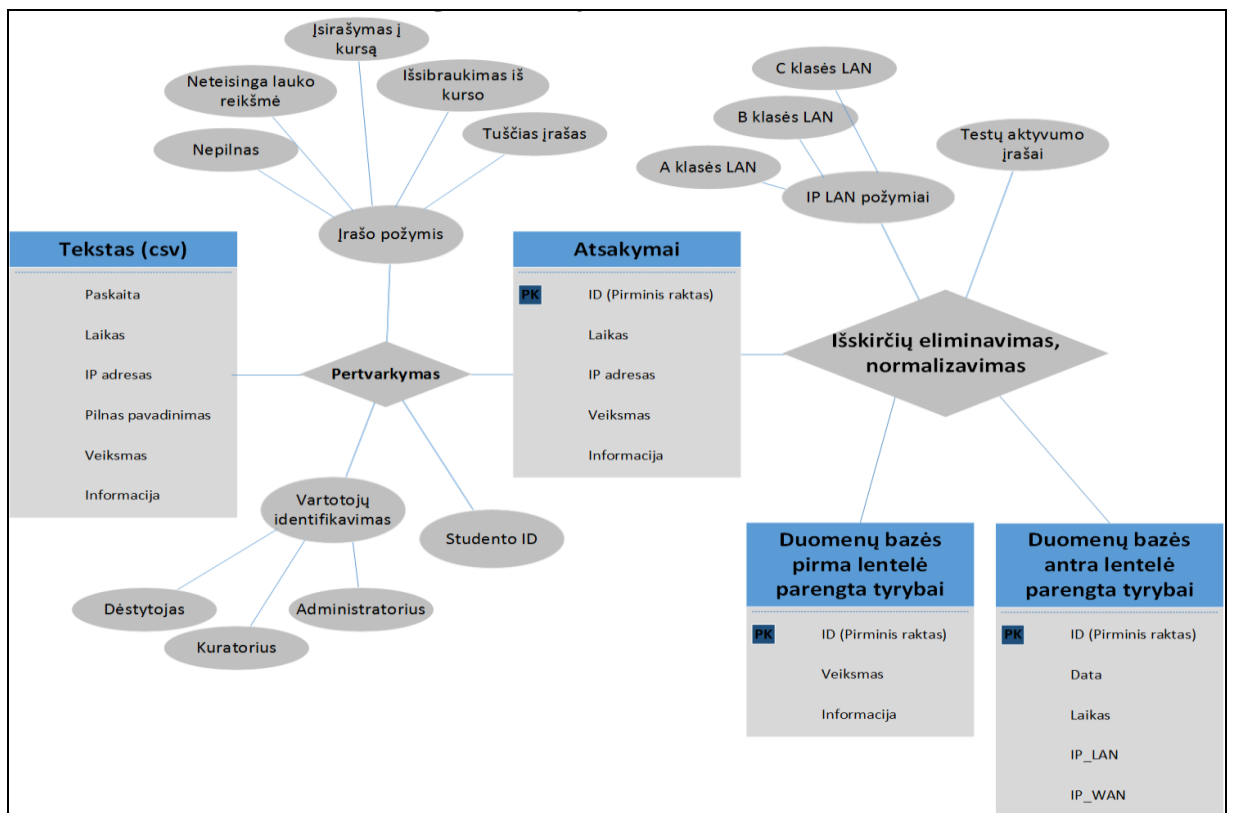 Įsirašymas į
kursą
Neteisinga lauko
reikšmė
Išsibraukimas iš
kurso
Nepilnas
Tuščias įrašas
Įrašo požymis
C klasės LAN
B klasės LAN
A klasės LAN
IP LAN požymiai
Testų aktyvumo
įrašai
Tekstas (csv)
Paskaita
Laikas
IP adresas
Pilnas pavadinimas
Veiksmas
Informacija
Pertvarkymas
Atsakymai
PK ID (Pirminis raktas)
Laikas
IP adresas
Veiksmas
Informacija
Išskirčių eliminavimas,
normalizavimas
Vartotojų
identifikavimas
Studento ID
Dėstytojas
Kuratorius
Administratorius
Duomenų bazės
pirma lentelė
parengta tyrybai
PK ID (Pirminis raktas)
Veiksmas
Informacija
Duomenų bazės
antra lentelė
parengta tyrybai
PK ID (Pirminis raktas)
Data
Laikas
IP_LAN
IP_WAN